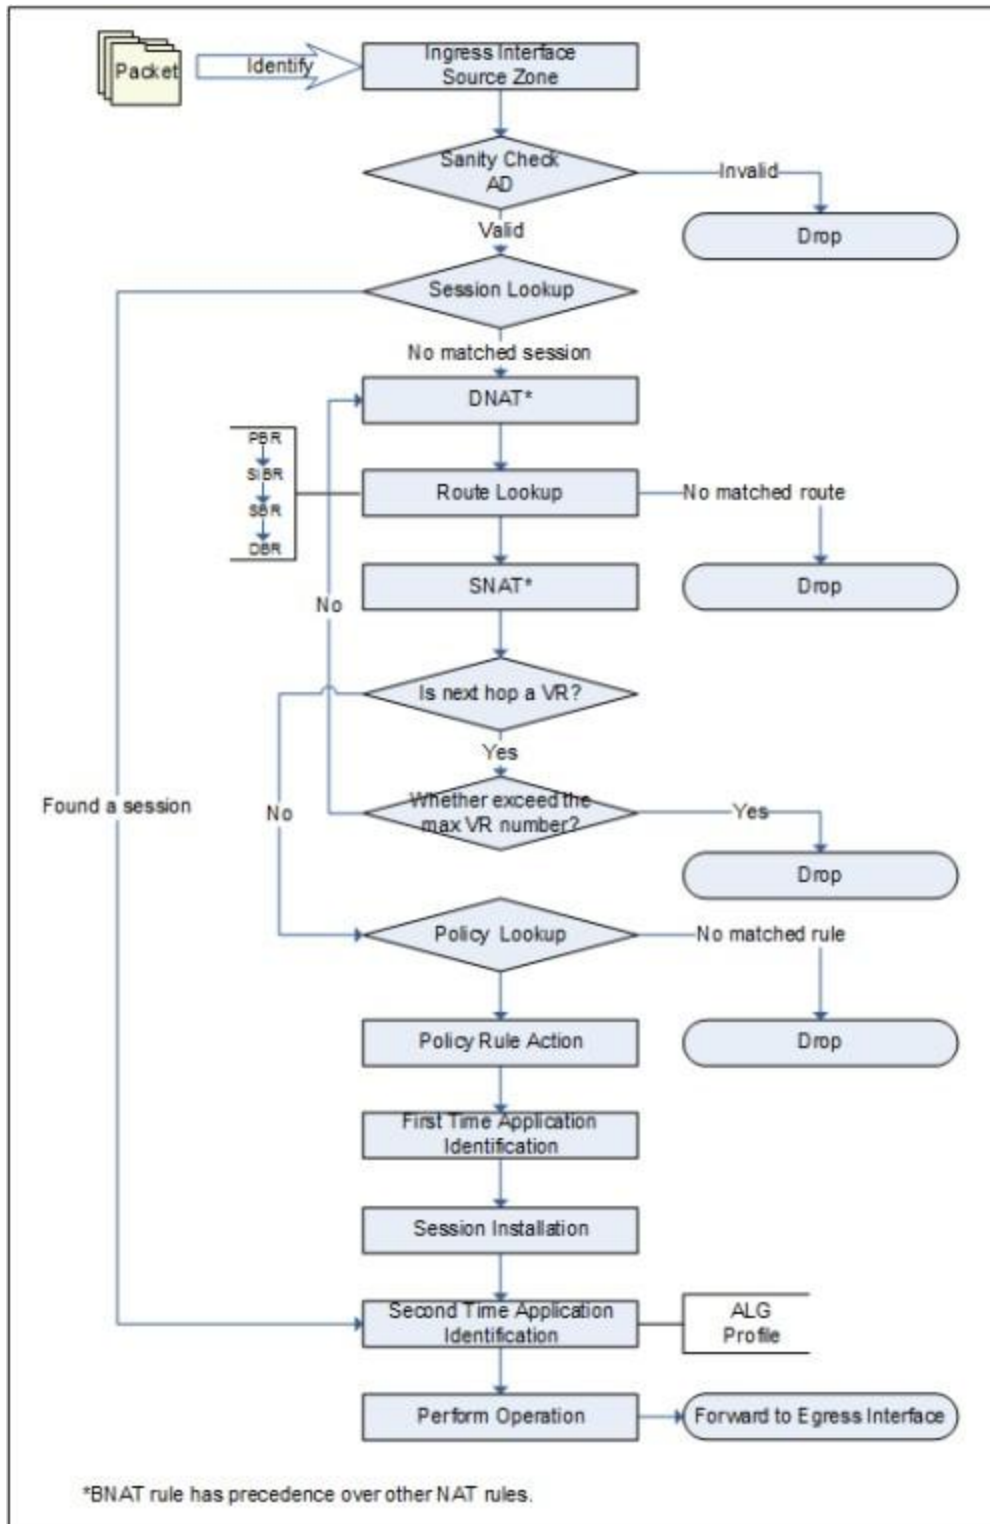 Packet
Identify
Ingress Interface
Source Zone
Sanity Check
AD
Invalid
Drop
Valid
Session Lookup
No matched session
DNAT*
PBR
SIBR
SBR
DBR
Route Lookup
No matched route
SNAT*
Drop
No
Is next hop a VR?
Yes
Found a session
No
Whether exceed the
max VR number?
Yes
Drop
Policy Lookup
No matched rule
Policy Rule Action
Drop
First Time Application
Identification
Session Installation
Second Time Application
Identification
ALG
Profile
Perform Operation
Forward to Egress Interface
*BNAT rule has precedence over other NAT rules.